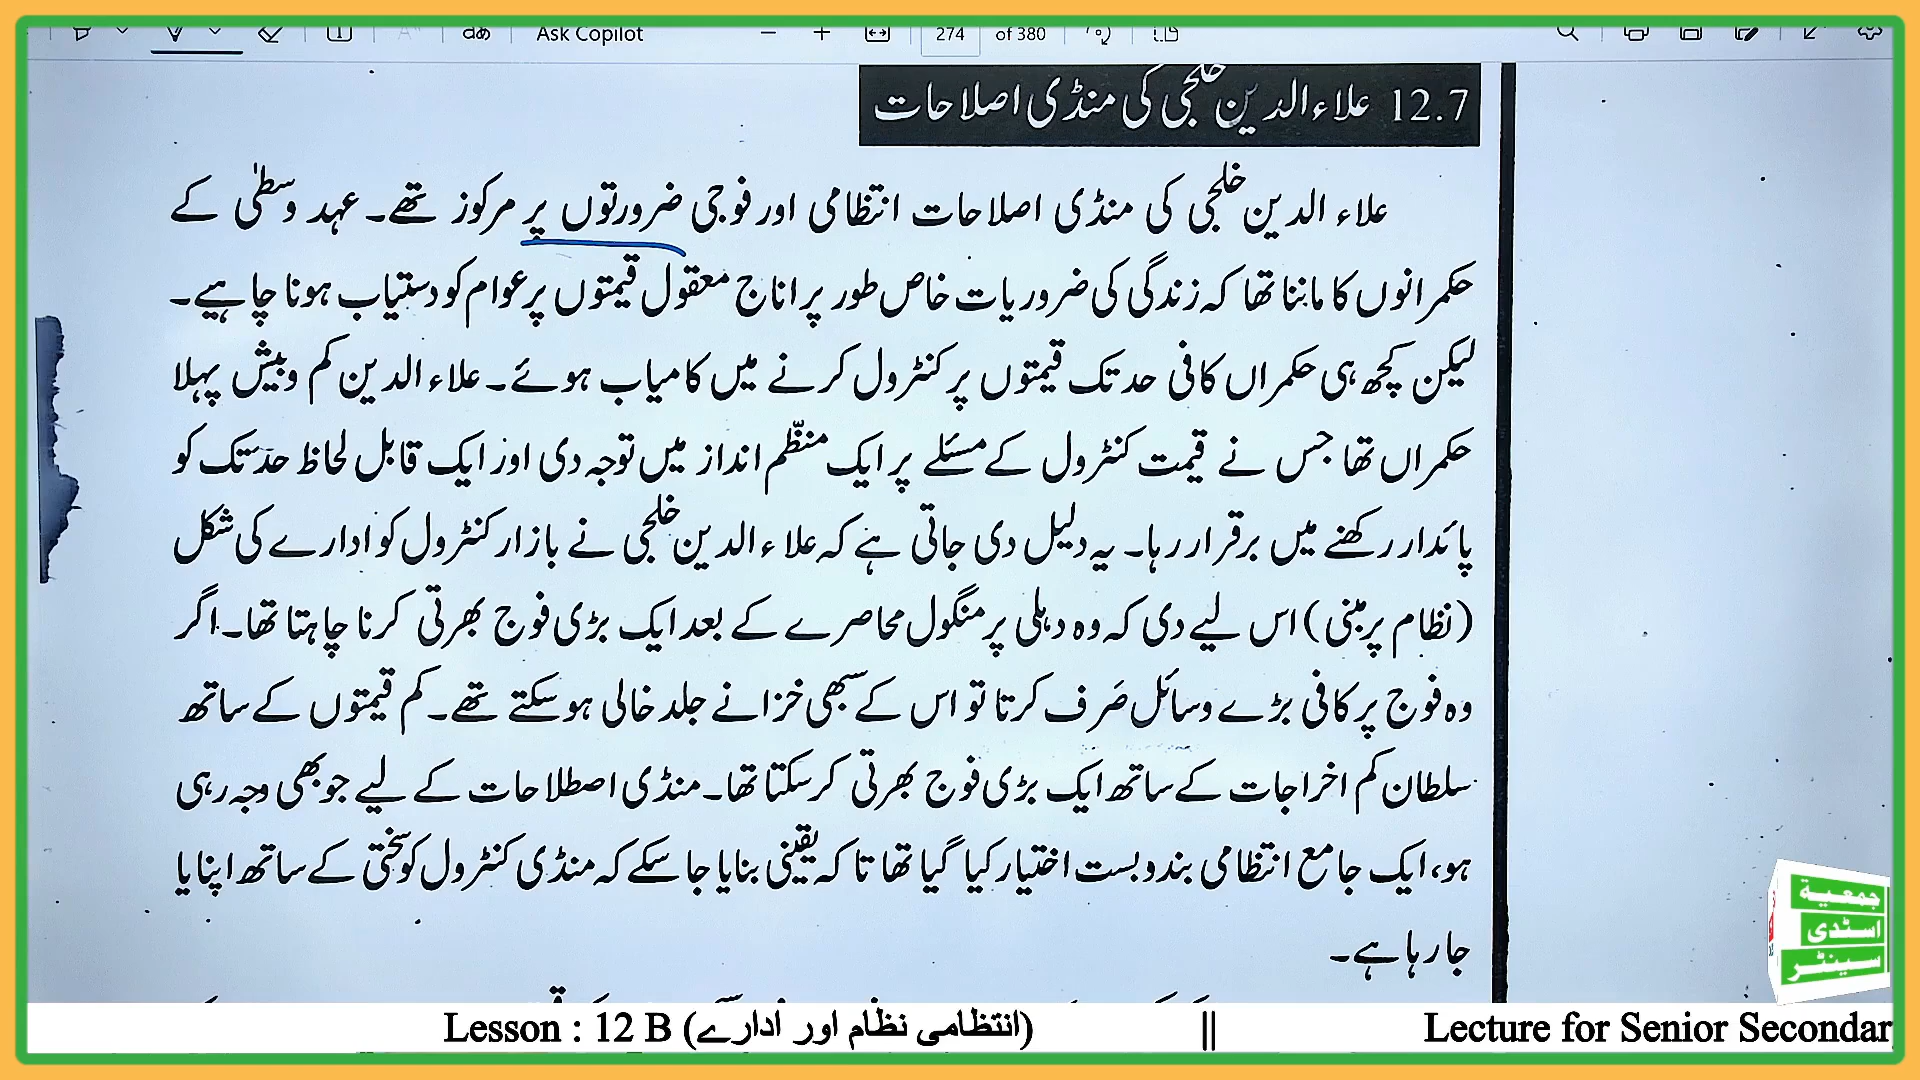 Ask Copilot
274 of 380
12.7 علاءالدین خلجی کی منڈی اصلاحات
علاء الدین خلجی کی منڈی اصلاحات انتظامی اور فوجی ضرورتوں پر مرکوز تھے۔ عہد وسطیٰ کے
حکمرانوں کا ماننا تھا کہ زندگی کی ضروریات خاص طور پر اناج معقول قیمتوں پر عوام کو دستیاب ہونا چاہیے۔
لیکن کچھ ہی حکمراں کافی حد تک قیمتوں پر کنٹرول کرنے میں کامیاب ہوئے۔ علاء الدین کم و بیش پہلا
حکمراں تھا جس نے قیمت کنٹرول کے مسئلے پر ایک منظّم انداز میں توجہ دی اور ایک قابل لحاظ حد تک کو
پائدار رکھنے میں برقرار رہا۔ یہ دلیل دی جاتی ہے کہ علاء الدین خلجی نے بازار کنٹرول کو ادارے کی شکل
(نظام پر مبنی) اس لیے دی کہ وہ دہلی پر منگول محاصرے کے بعد ایک بڑی فوج بھرتی کرنا چاہتا تھا۔ اگر
وہ فوج پر کافی بڑے وسائل صَرف کرتا تو اس کے سبھی خزانے جلد خالی ہو سکتے تھے۔ کم قیمتوں کے ساتھ
سلطان کم اخراجات کے ساتھ ایک بڑی فوج بھرتی کر سکتا تھا۔ منڈی اصطلاحات کے لیے جو بھی وجہ رہی
ہو، ایک جامع انتظامی بندوبست اختیار کیا گیا تھا تا کہ یقینی بنایا جا سکے کہ منڈی کنٹرول کو سختی کے ساتھ اپنایا
جا رہا ہے۔
جمعیة
اسٹڈی
سینٹر
Lesson : 12 B (انتظامی نظام اور ادارے) || Lecture for Senior Secondar